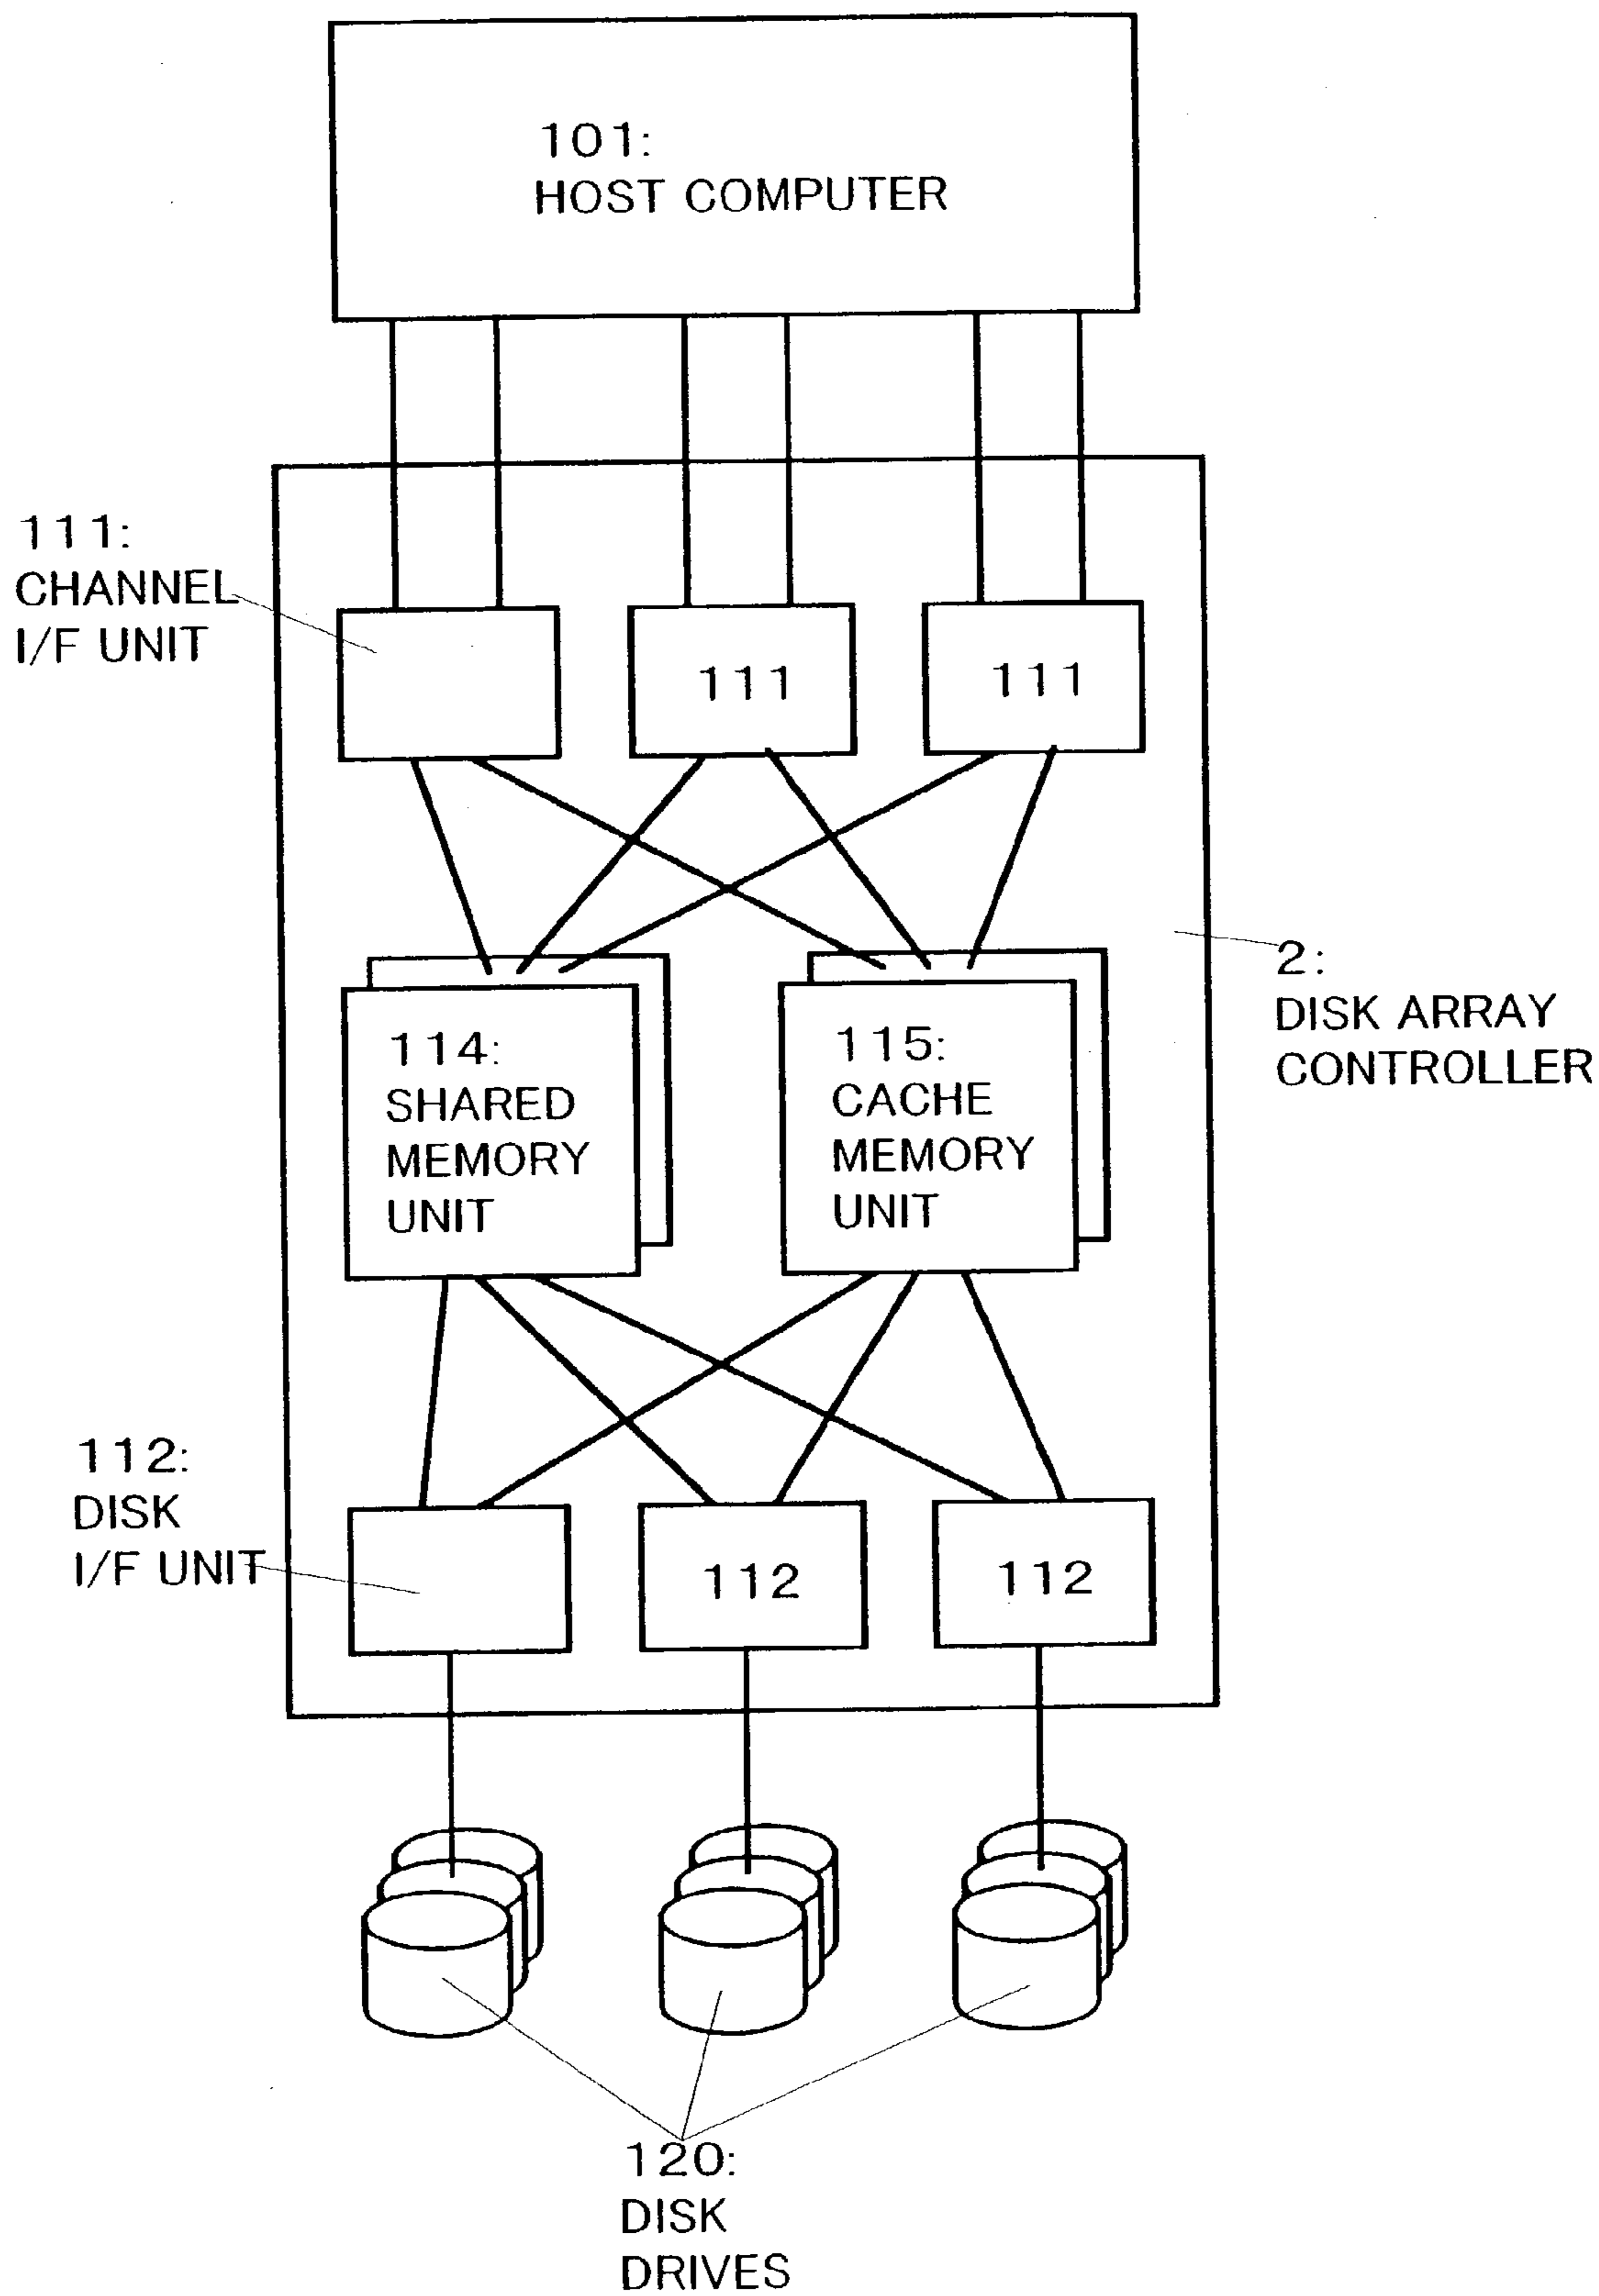 101:
HOST COMPUTER
111:
CHANNEL
I/F UNIT
111
111
2:
DISK ARRAY
CONTROLLER
114:
SHARED
MEMORY
UNIT
115:
CACHE
MEMORY
UNIT
112:
DISK
I/F UNIT
112
112
120:
DISK
DRIVES